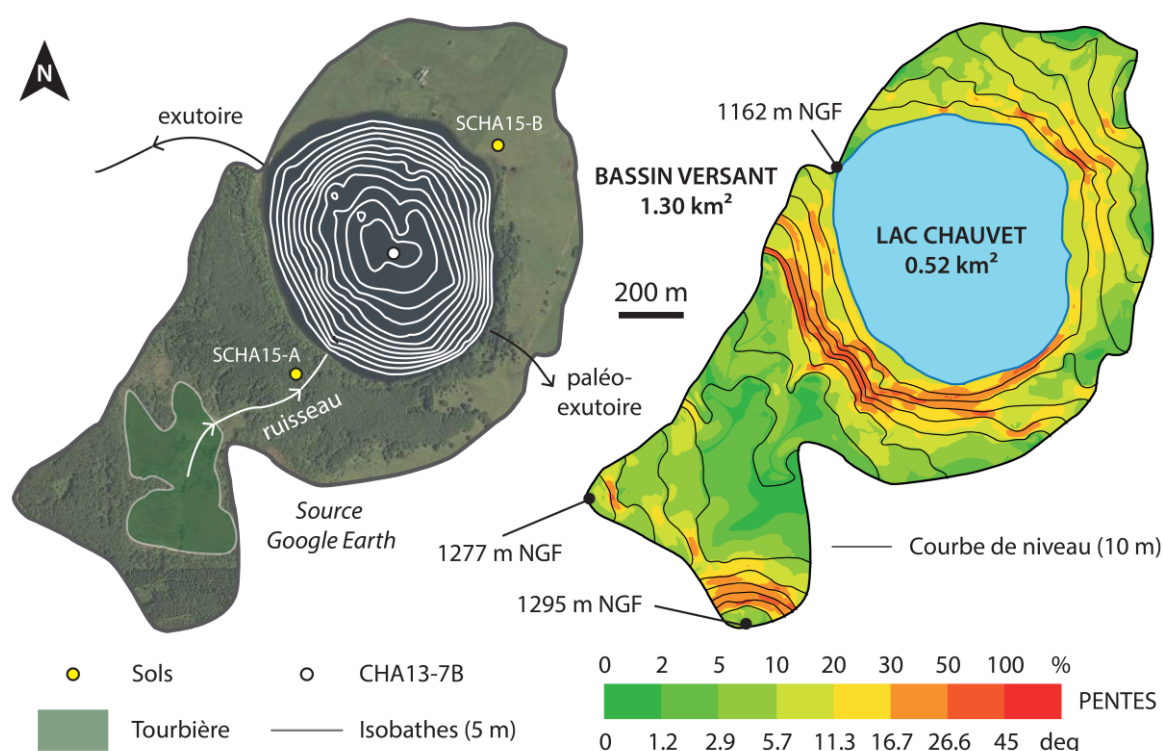 N
exutoire
SCHA15-B
SCHA15-A
ruisseau
paléo-
exutoire
Source
Google Earth
Sols
CHA13-7B
Tourbière
Isobathes (5 m)
1162 m NGF
BASSIN VERSANT
1.30 km²
LAC CHAUVET
0.52 km²
200 m
1277 m NGF
Courbe de niveau (10 m)
1295 m NGF
0 2 5 10 20 30 50 100 %
PENTES
0 1.2 2.9 5.7 11.3 16.7 26.6 45 deg